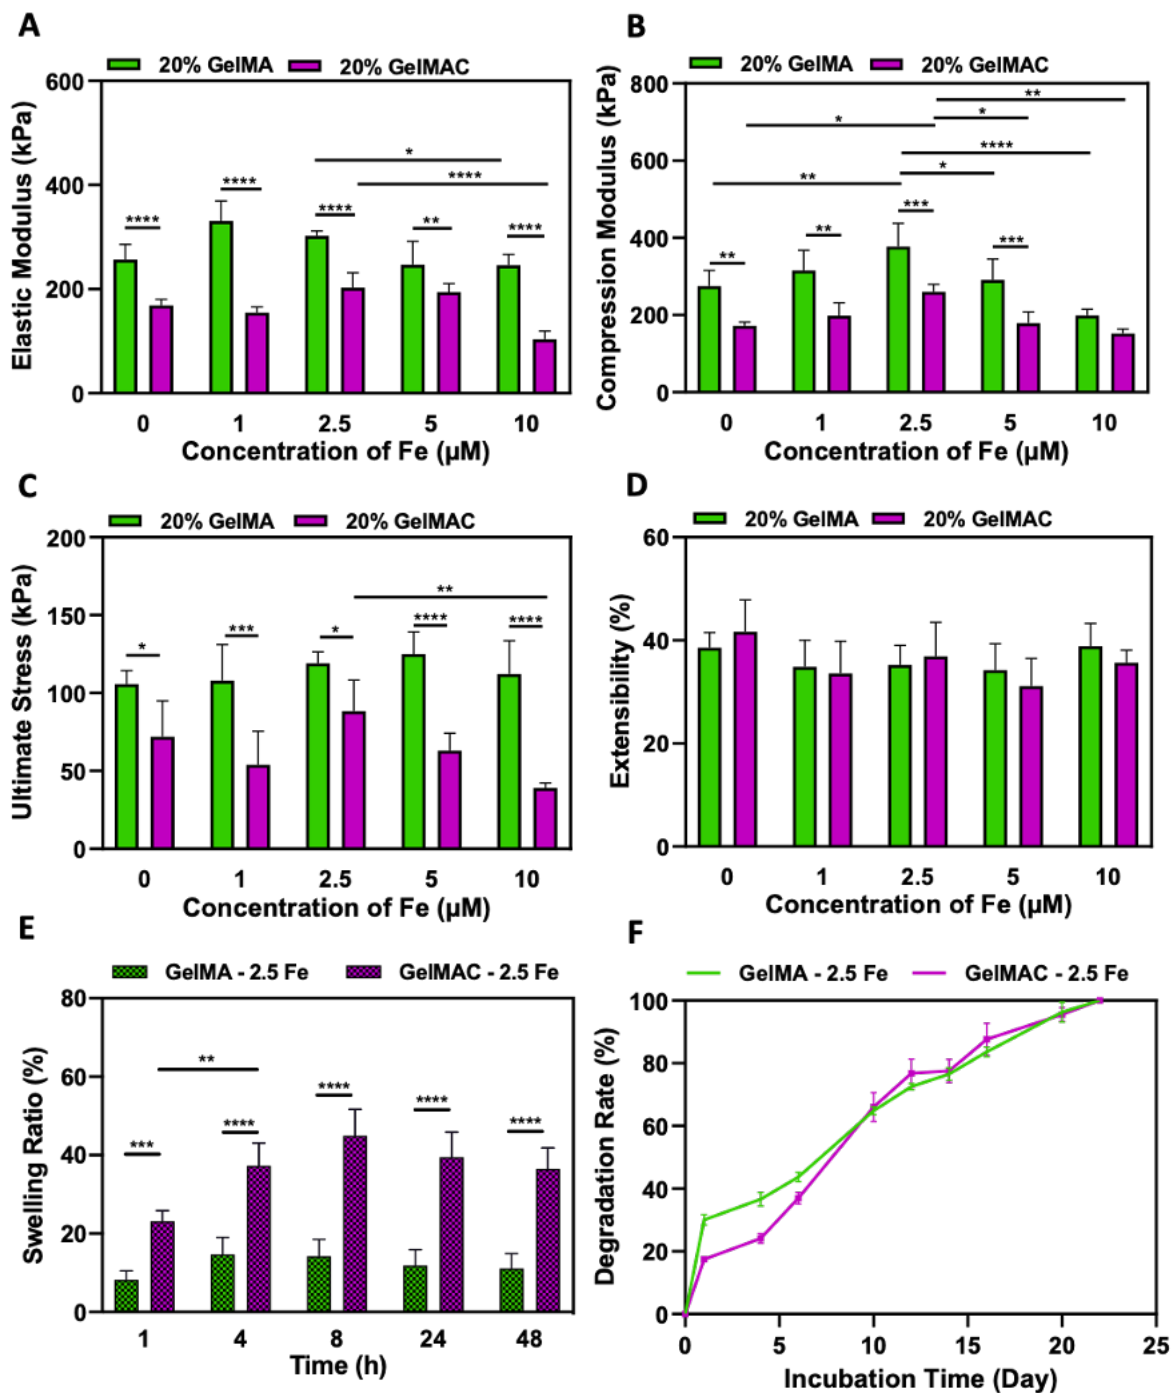 A
20% GelMA 20% GelMAC
Elastic Modulus (kPa)
600
400
200
0
* ****
**** **** **** ** ****
0 1 2.5 5 10
Concentration of Fe (µM)
B
20% GelMA 20% GelMAC
Compression Modulus (kPa)
800
600
400
200
0
**
*
*
****
*
**
***
** ** ***
0 1 2.5 5 10
Concentration of Fe (µM)
C
20% GelMA 20% GelMAC
Ultimate Stress (kPa)
200
150
100
50
0
**
* *** * **** ****
0 1 2.5 5 10
Concentration of Fe (µM)
D
20% GelMA 20% GelMAC
Extensibility (%)
60
40
20
0
0 1 2.5 5 10
Concentration of Fe (µM)
E
GelMA - 2.5 Fe GelMAC - 2.5 Fe
Swelling Ratio (%)
80
60
40
20
0
**
*** **** **** **** ****
1 4 8 24 48
Time (h)
F
GelMA - 2.5 Fe GelMAC - 2.5 Fe
Degradation Rate (%)
100
80
60
40
20
0
0 5 10 15 20 25
Incubation Time (Day)